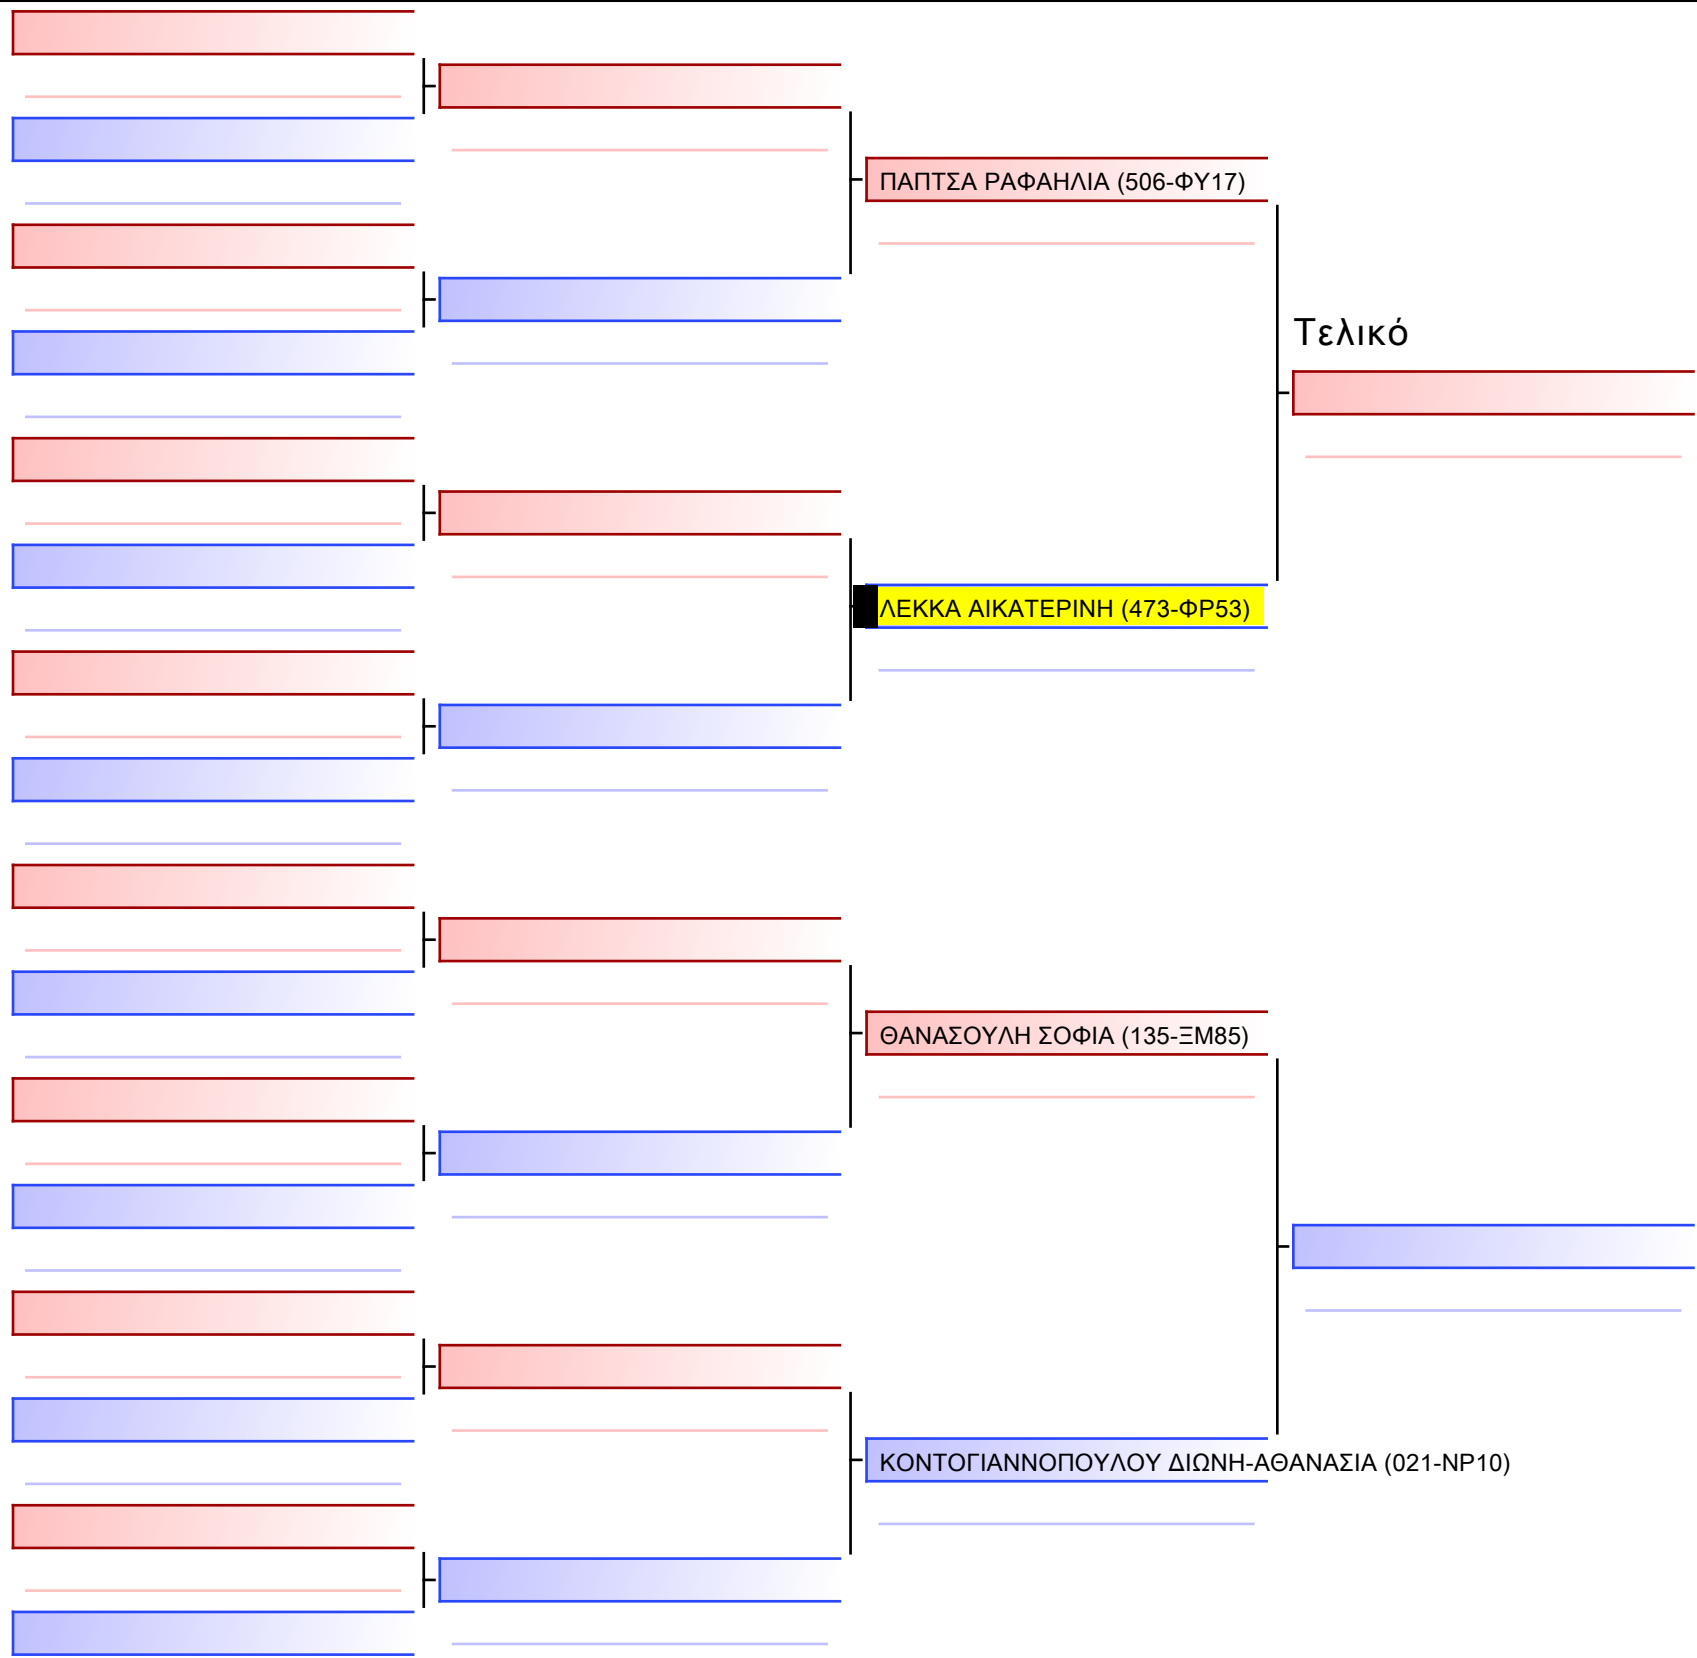 ΠΑΠΤΣΑ ΡΑΦΑΗΛΙΑ (506-ΦΥ17)
Τελικό
ΛΕΚΚΑ ΑΙΚΑΤΕΡΙΝΗ (473-ΦΡ53)
ΘΑΝΑΣΟΥΛΗ ΣΟΦΙΑ (135-ΞΜ85)
ΚΟΝΤΟΓΙΑΝΝΟΠΟΥΛΟΥ ΔΙΩΝΗ-ΑΘΑΝΑΣΙΑ (021-ΝΡ10)